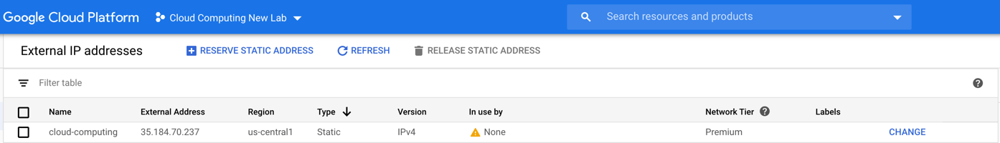 Google Cloud Platform Cloud Computing New Lab Search resources and products
External IP addresses RESERVE STATIC ADDRESS REFRESH RELEASE STATIC ADDRESS
Filter table
Name External Address Region Type Version In use by Network Tier Labels
cloud-computing 35.184.70.237 us-central1 Static IPv4 None Premium CHANGE